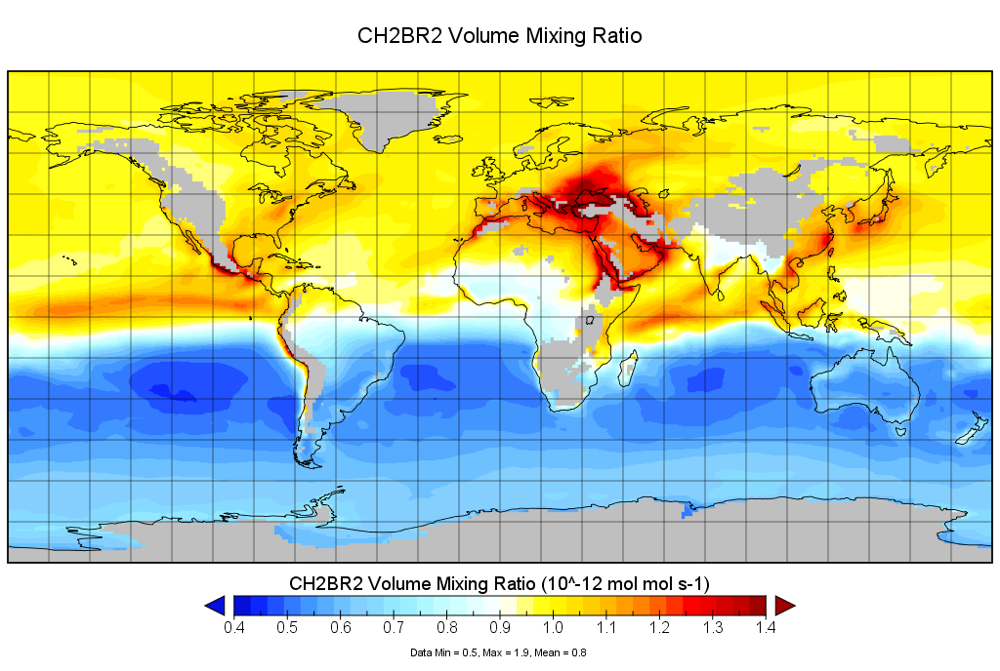 CH2BR2 Volume Mixing Ratio
CH2BR2 Volume Mixing Ratio (10^-12 mol mol s-1)
0.4 0.5 0.6 0.7 0.8 0.9 1.0 1.1 1.2 1.3 1.4
Data Min = 0.5, Max = 1.9, Mean = 0.8